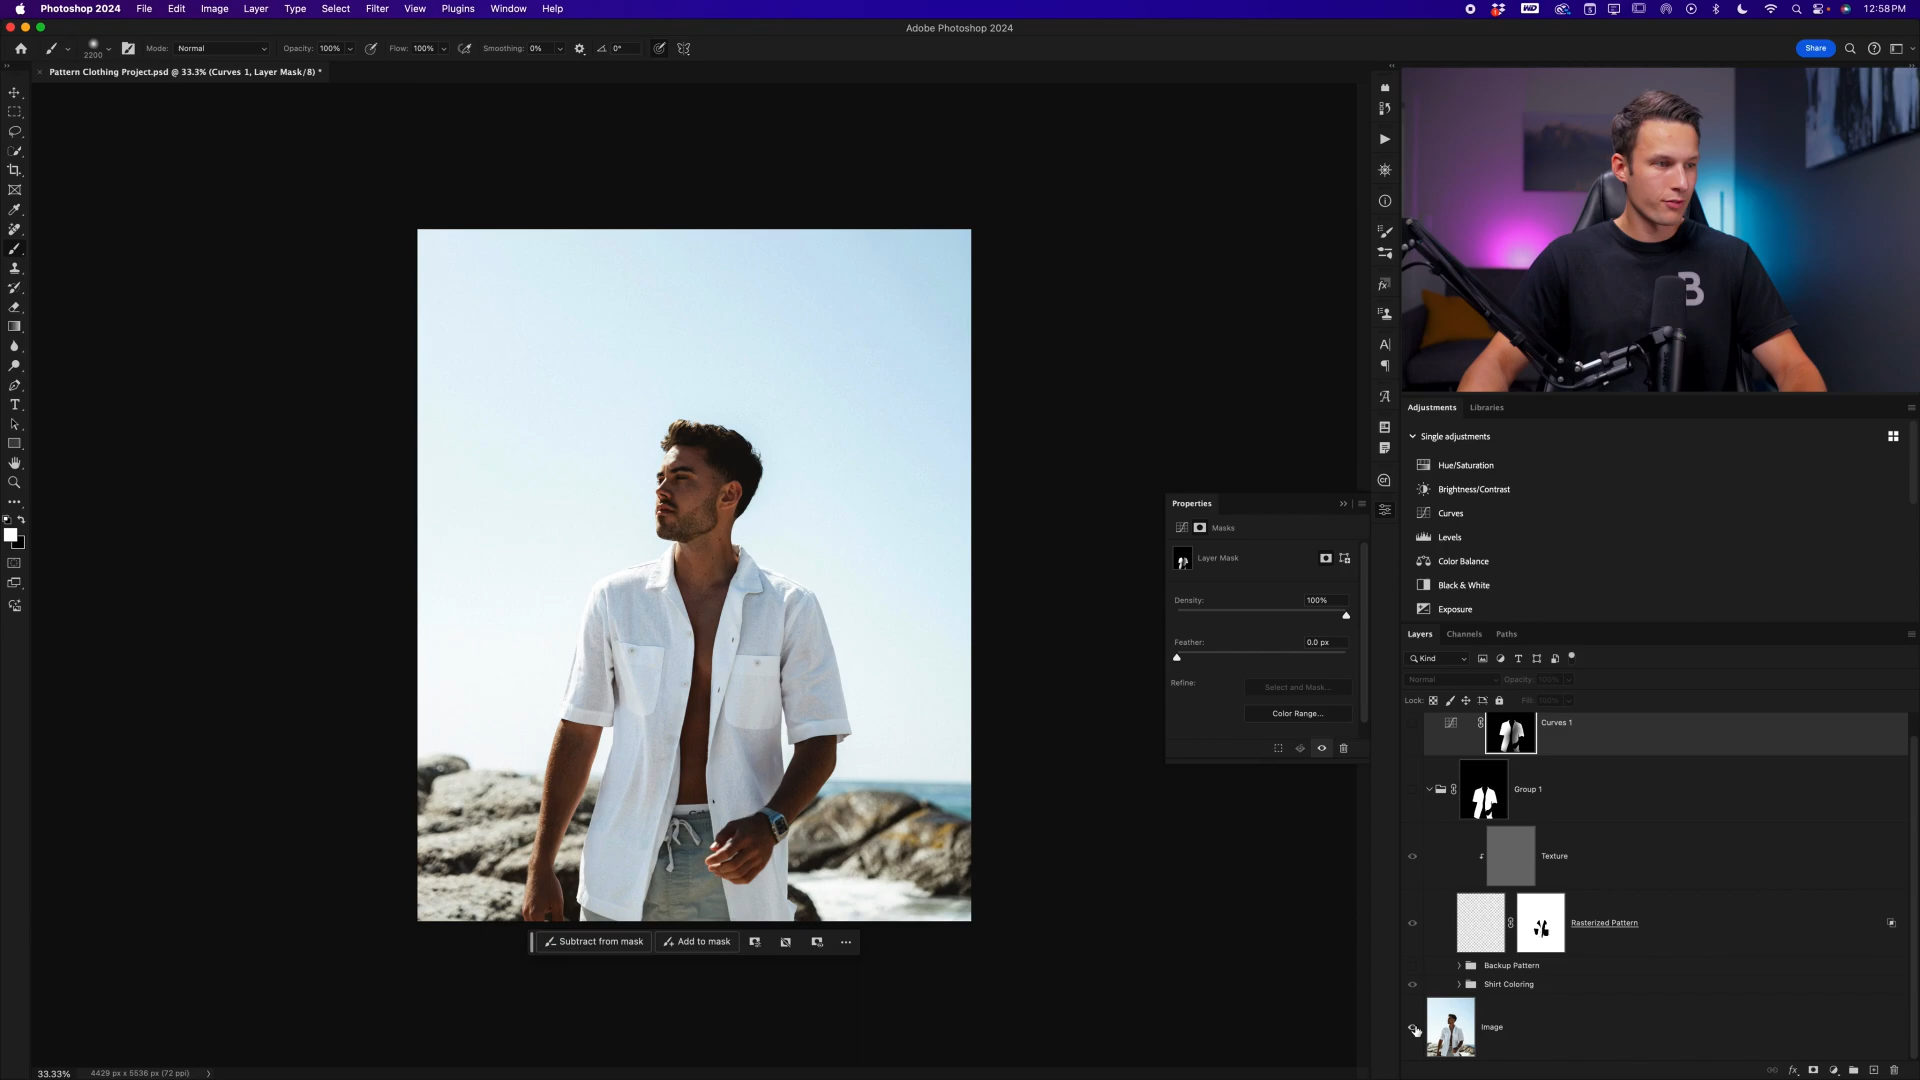 Photoshop 2024 File Edit Image Layer Type Select Filter View Plugins Window Help 12:58PM
Adobe Photoshop 2024
2200 Mode: Normal Opacity: 100% Flow: 100% Smoothing: 0% 0° Share
Pattern Clothing Project.psd @ 33.3% (Curves 1, Layer Mask/8) *
B
Adjustments Libraries
Single adjustments
Hue/Saturation
Brightness/Contrast
Curves
Levels
Color Balance
Black & White
Exposure
Properties
Masks
Layer Mask
Density: 100%
Feather: 0.0 px
Refine: Select and Mask...
Color Range...
Layers Channels Paths
Kind
Normal Opacity: 100%
Lock: Fill: 100%
Curves 1
Group 1
Texture
Rasterized Pattern
Backup Pattern
Shirt Coloring
Image
Subtract from mask Add to mask
33.33% 4429 px x 5536 px (72 ppi)